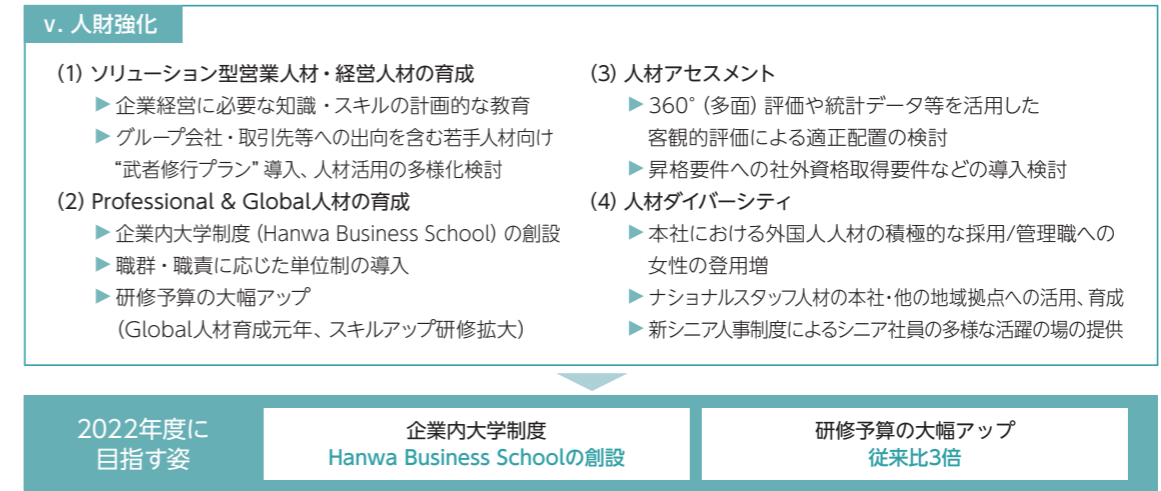 v. 人財強化
(1) ソリューション型営業人材・経営人材の育成
▶企業経営に必要な知識・スキルの計画的な教育
▶グループ会社・取引先等への出向を含む若手人材向け
“武者修行プラン” 導入、人材活用の多様化検討
(2) Professional & Global人材の育成
▶企業内大学制度 (Hanwa Business School) の創設
▶職群・職責に応じた単位制の導入
▶研修予算の大幅アップ
(Global人材育成元年、スキルアップ研修拡大)
(3) 人材アセスメント
▶360° (多面) 評価や統計データ等を活用した
客観的評価による適正配置の検討
▶昇格要件への社外資格取得要件などの導入検討
(4) 人材ダイバーシティ
▶本社における外国人人材の積極的な採用/管理職への
女性の登用増
▶ナショナルスタッフ人材の本社・他の地域拠点への活用、育成
▶新シニア人事制度によるシニア社員の多様な活躍の場の提供
2022年度に
目指す姿
企業内大学制度
Hanwa Business Schoolの創設
研修予算の大幅アップ
従来比3倍